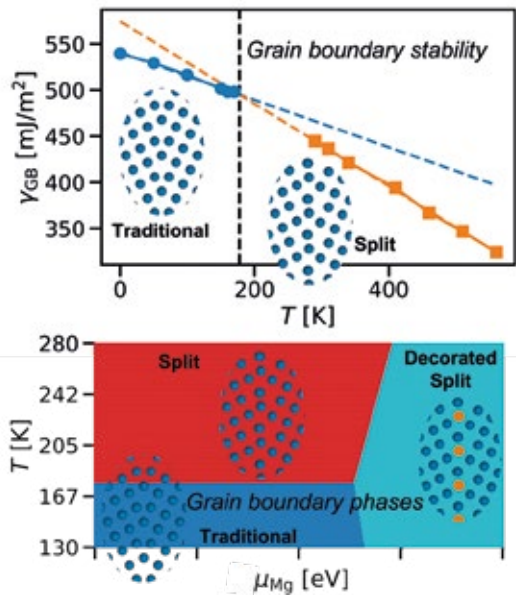 Grain boundary stability
550
500
450
400
350
γGB [mJ/m²]
Traditional
Split
0
200
400
T [K]
280
242
205
167
130
T [K]
Split
Decorated
Split
Grain boundary phases
Traditional
μMg [eV]